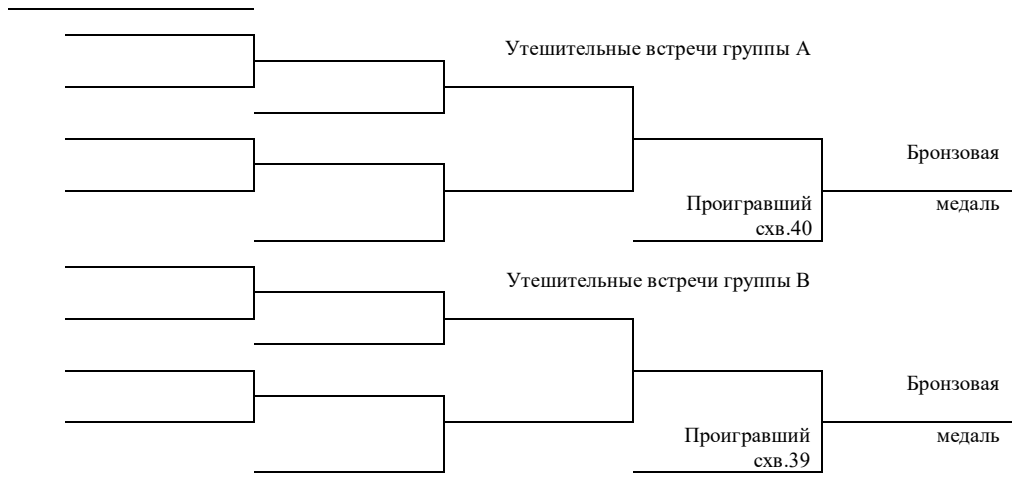 Утешительные встречи группы А
Бронзовая
Проигравший
схв.40
медаль
Утешительные встречи группы В
Бронзовая
Проигравший
схв.39
медаль